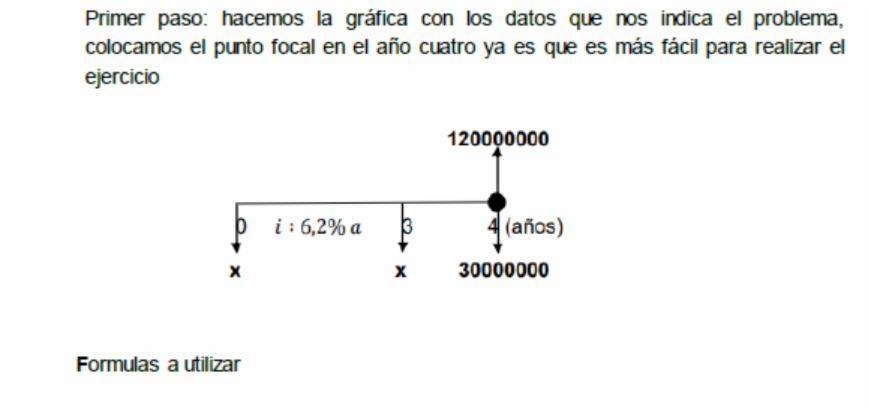 Primer paso: hacemos la gráfica con los datos que nos indica el problema,
colocamos el punto focal en el año cuatro ya es que es más fácil para realizar el
ejercicio
120000000
0 i : 6,2% a 3 4 (años)
x x 30000000
Formulas a utilizar